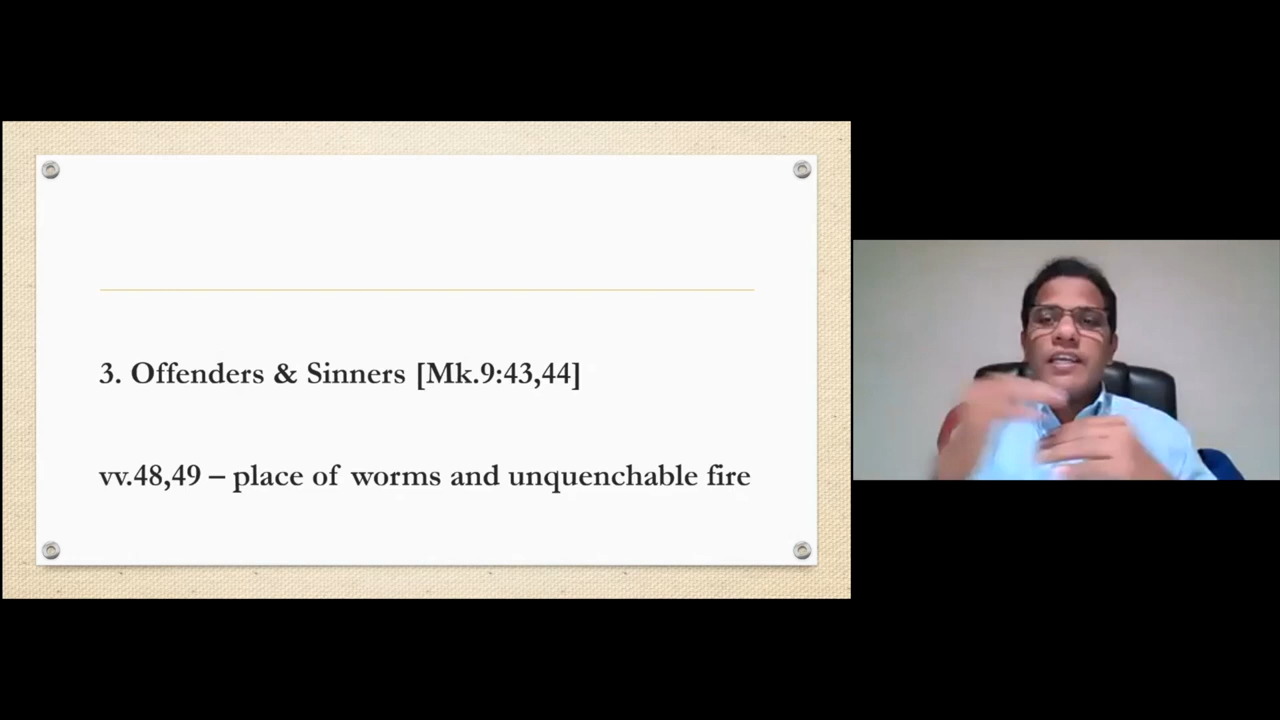 3. Offenders & Sinners [Mk.9:43,44]
vv.48,49 – place of worms and unquenchable fire